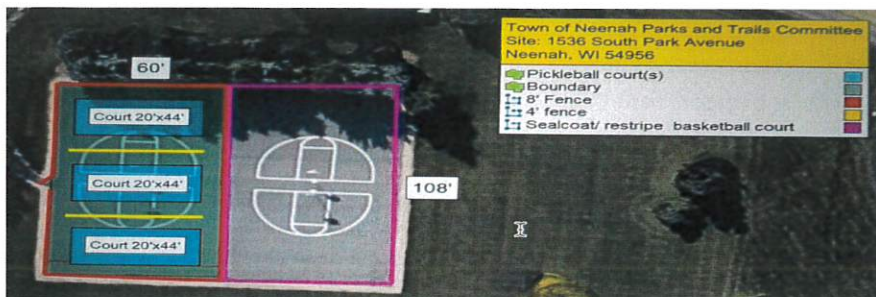 Town of Neenah Parks and Trails Committee
Site: 1536 South Park Avenue
Neenah, WI 54956
Pickleball court(s)
Boundary
8' Fence
4' fence
Sealcoat/ restripe basketball court
60'
Court 20'x44'
Court 20'x44'
108'
Court 20'x44'